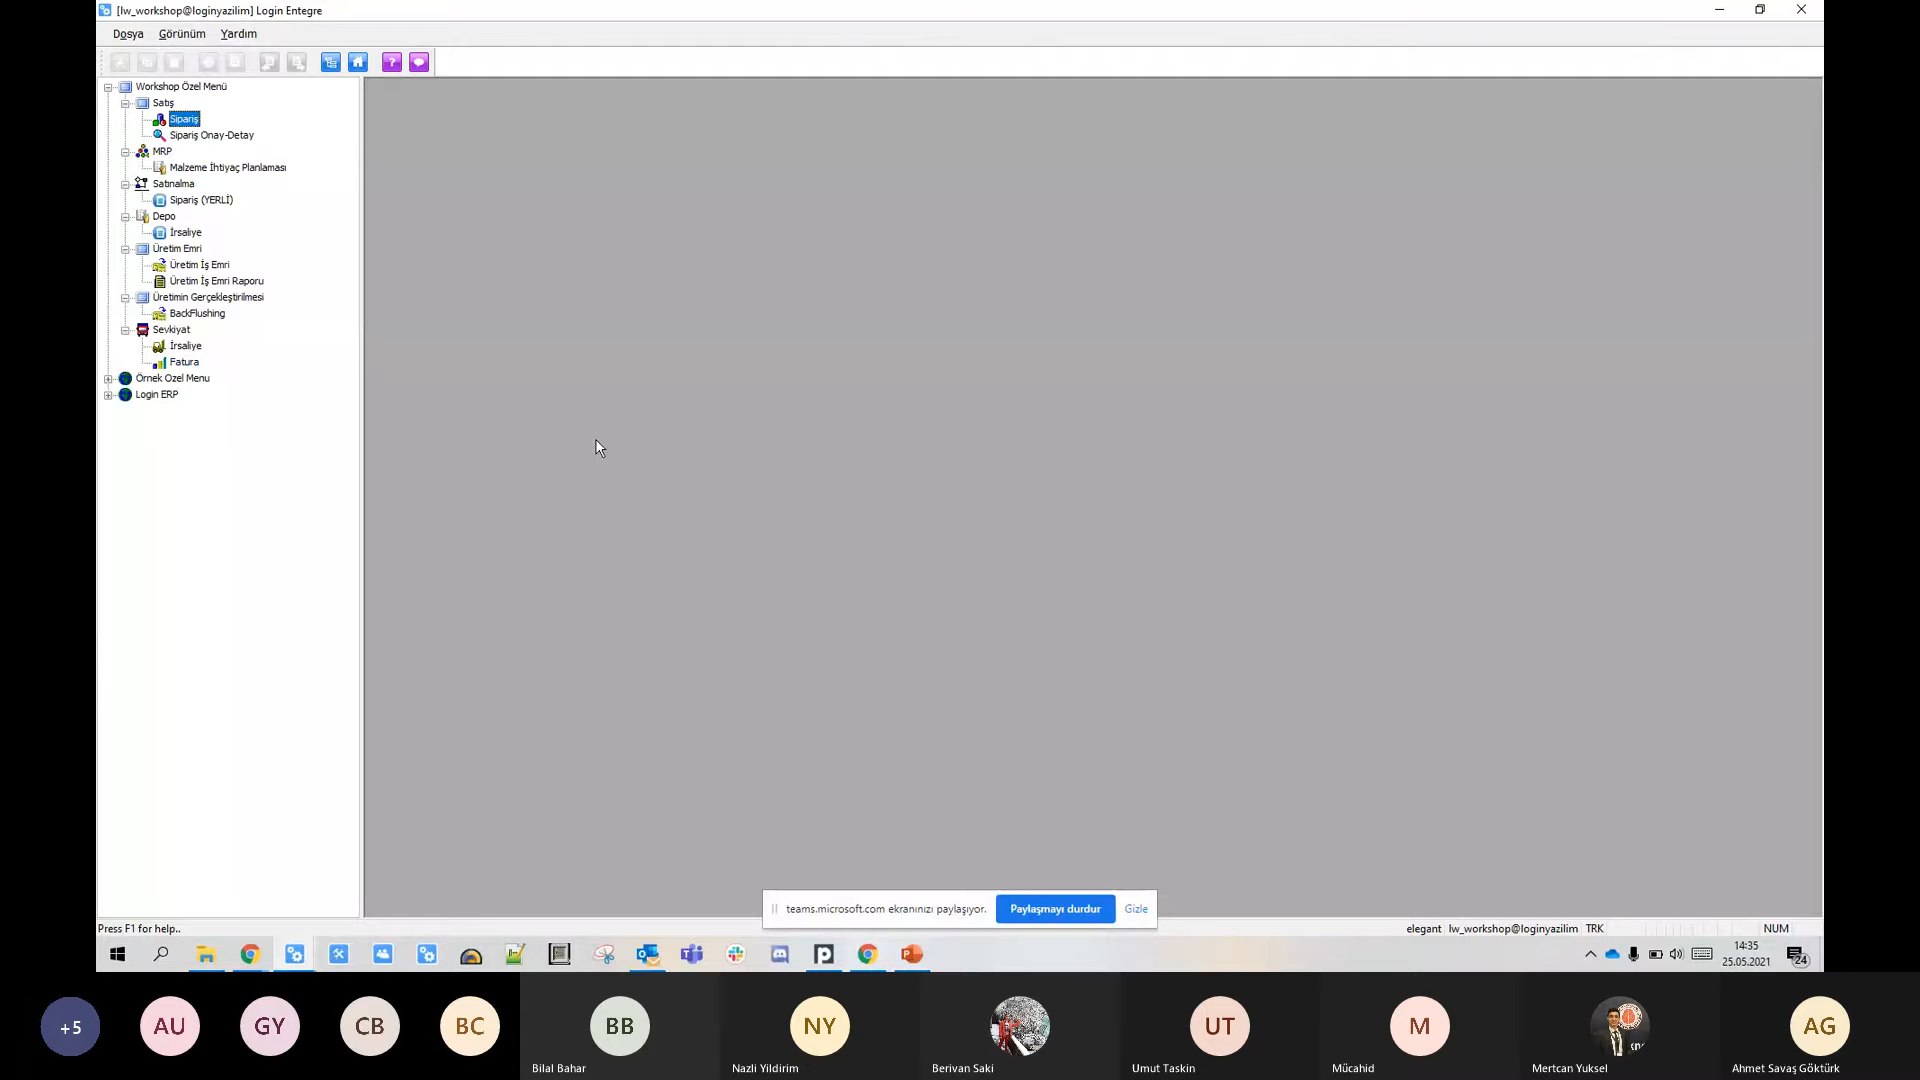 [lw_workshop@loginyazilim] Login Entegre
Dosya Görünüm Yardım
Workshop Özel Menü
Satış
Sipariş
Sipariş Onay-Detay
MRP
Malzeme İhtiyaç Planlaması
Satınalma
Sipariş (YERLİ)
Depo
İrsaliye
Üretim Emri
Üretim İş Emri
Üretim İş Emri Raporu
Üretimin Gerçekleştirilmesi
BackFlushing
Sevkiyat
İrsaliye
Fatura
Örnek Ozel Menu
Login ERP
teams.microsoft.com ekranınızı paylaşıyor. Paylaşmayı durdur Gizle
Press F1 for help.. elegant lw_workshop@loginyazilim TRK NUM
14:35
25.05.2021
24
+5 AU GY CB BC BB NY UT M AG
Bilal Bahar Nazli Yildirim Berivan Saki Umut Taskin Mücahid Mertcan Yuksel Ahmet Savaş Göktürk